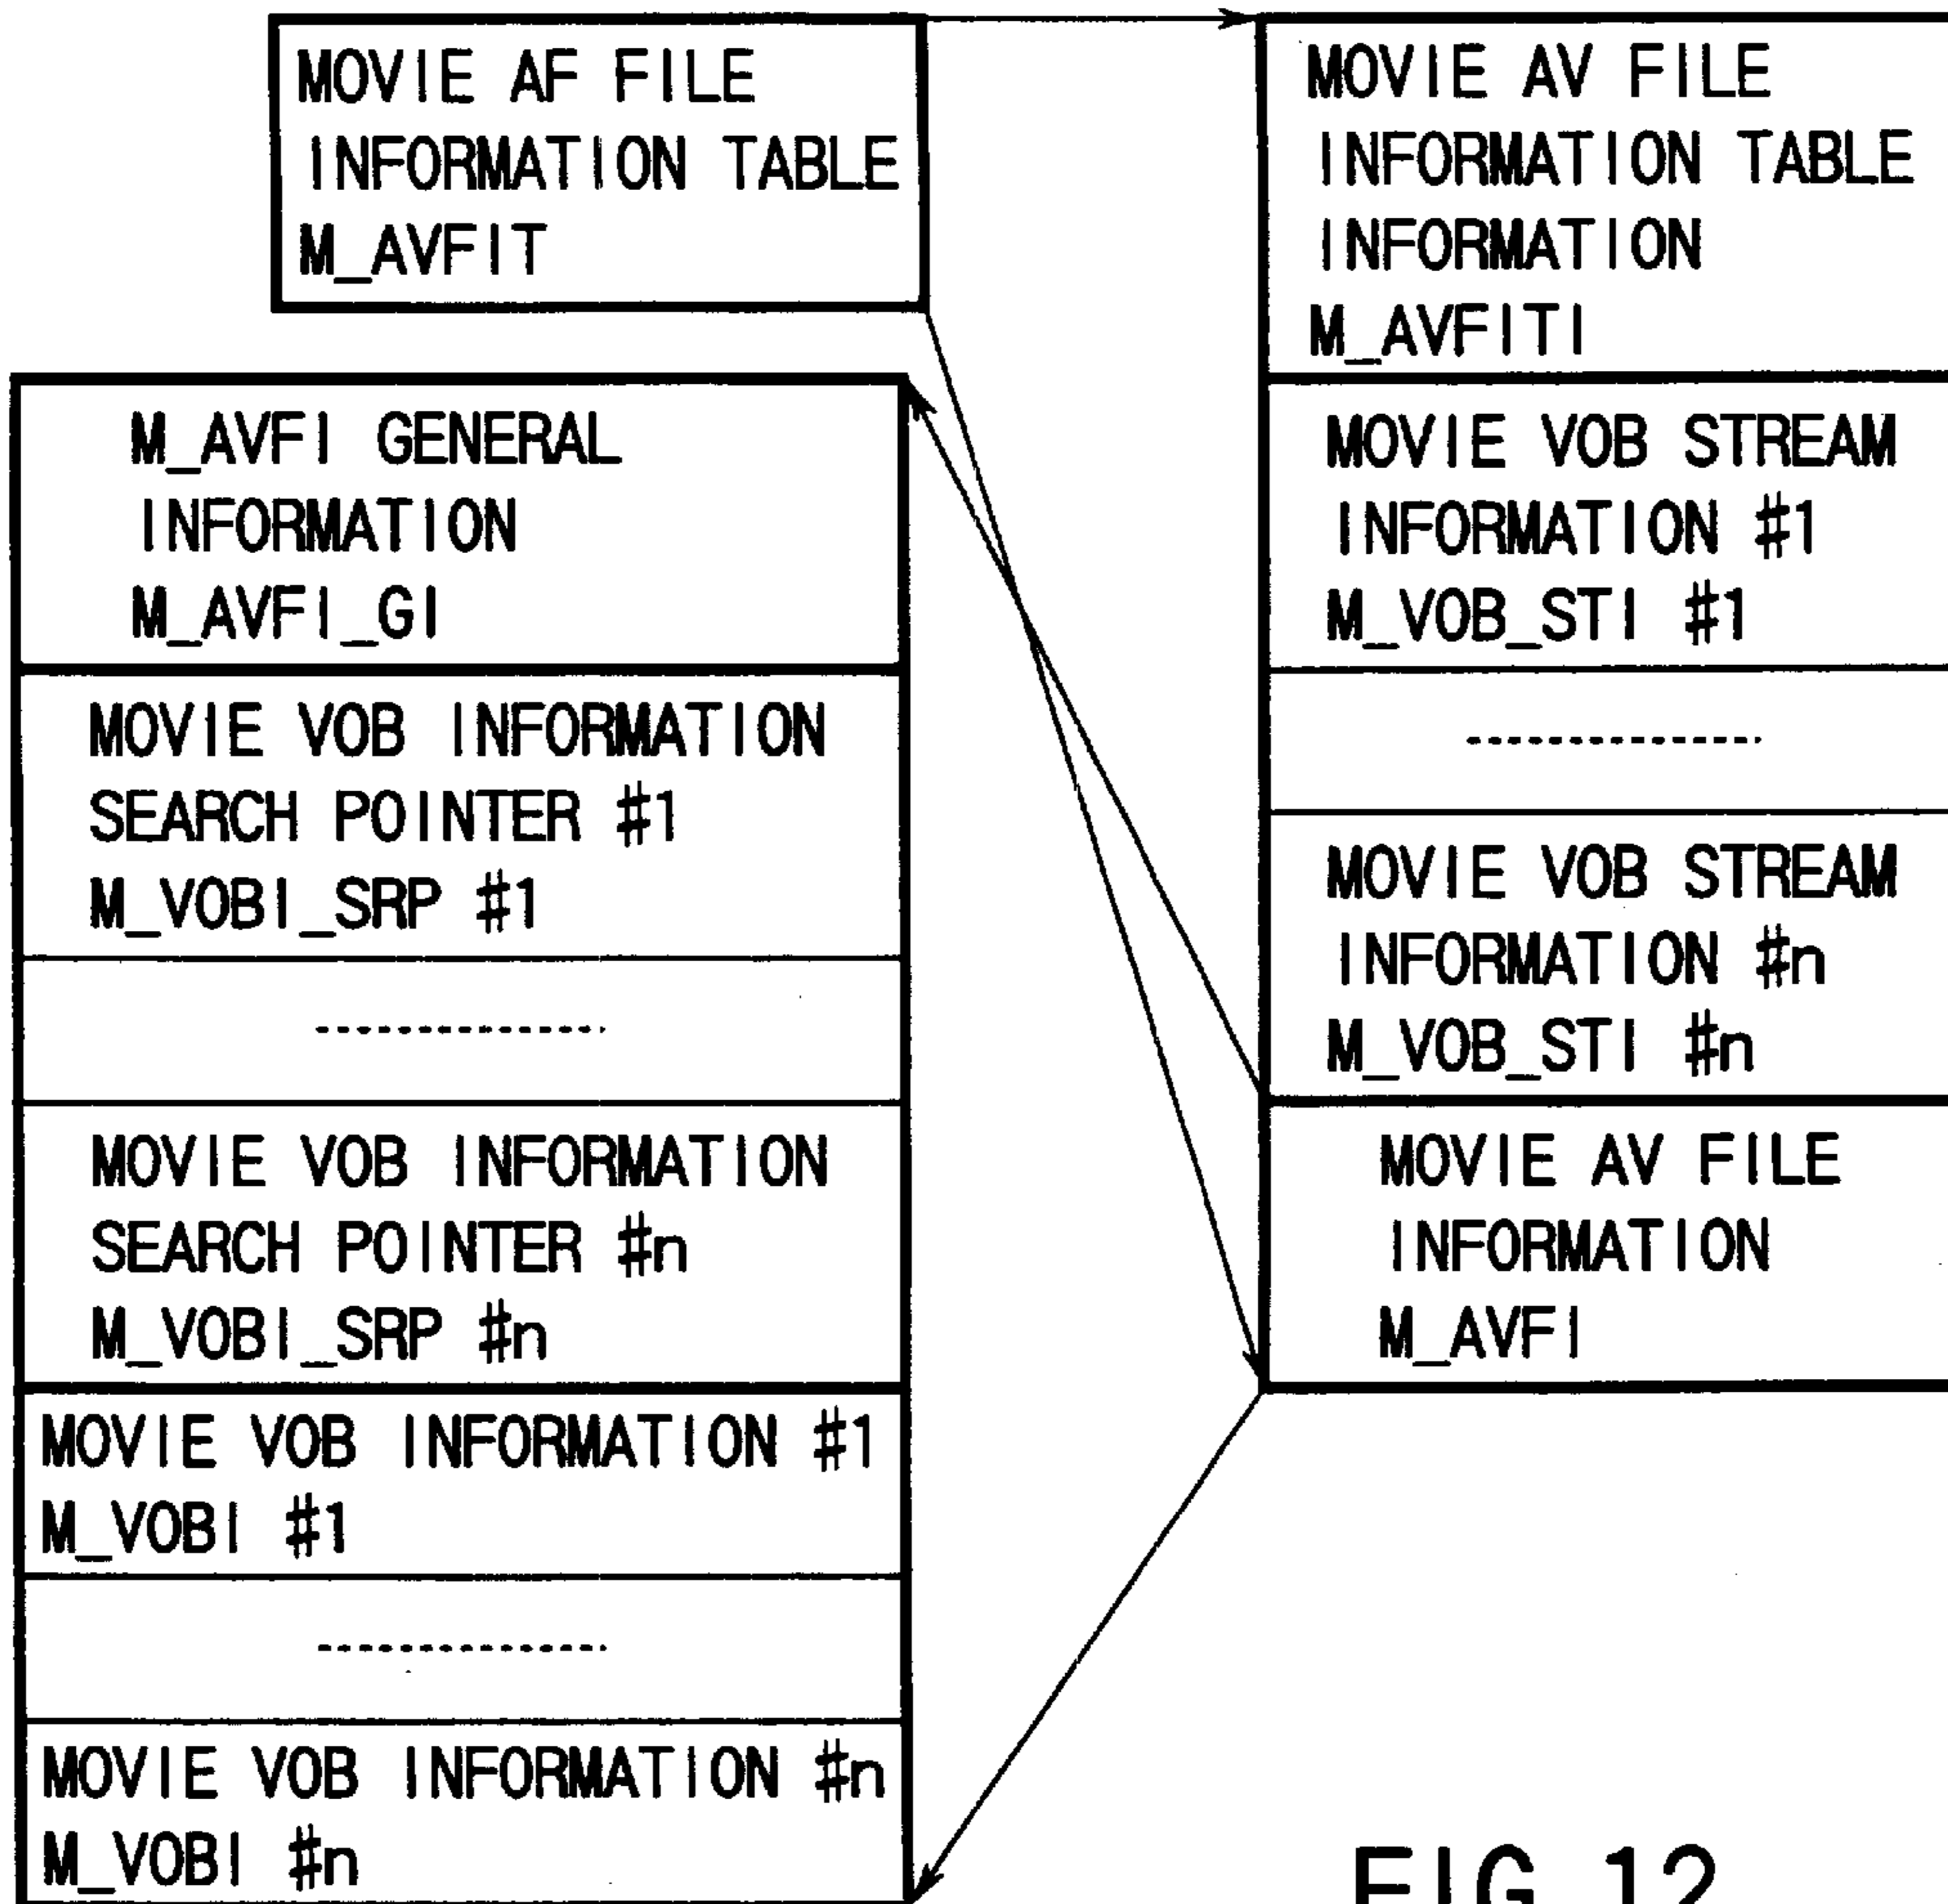 MOVIE AF FILE
INFORMATION TABLE
M_AVFIT
MOVIE AV FILE
INFORMATION TABLE
INFORMATION
M_AVFITI
MOVIE VOB STREAM
INFORMATION #1
M_VOB_STI #1
MOVIE VOB STREAM
INFORMATION #n
M_VOB_STI #n
MOVIE AV FILE
INFORMATION
M_AVFI
M_AVFI GENERAL
INFORMATION
M_AVFI_GI
MOVIE VOB INFORMATION
SEARCH POINTER #1
M_VOBI_SRP #1
MOVIE VOB INFORMATION
SEARCH POINTER #n
M_VOBI_SRP #n
MOVIE VOB INFORMATION #1
M_VOBI #1
MOVIE VOB INFORMATION #n
M_VOBI #n
FIG 12